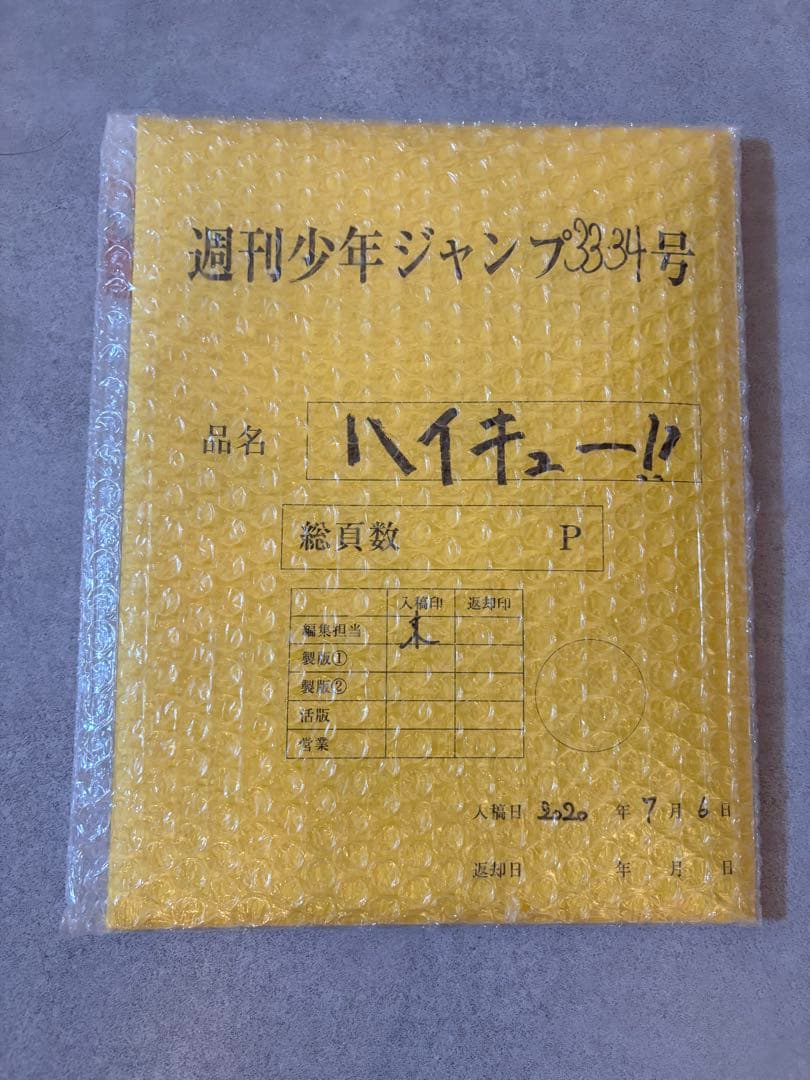 週刊少年ジャンプ3334号
品名 ハイキュー!!
総頁数 P
入稿印 返却印
編集担当
製版①
製版②
活版
営業
入稿日 2020 年 7 月 6 日
返却日 年 月 日